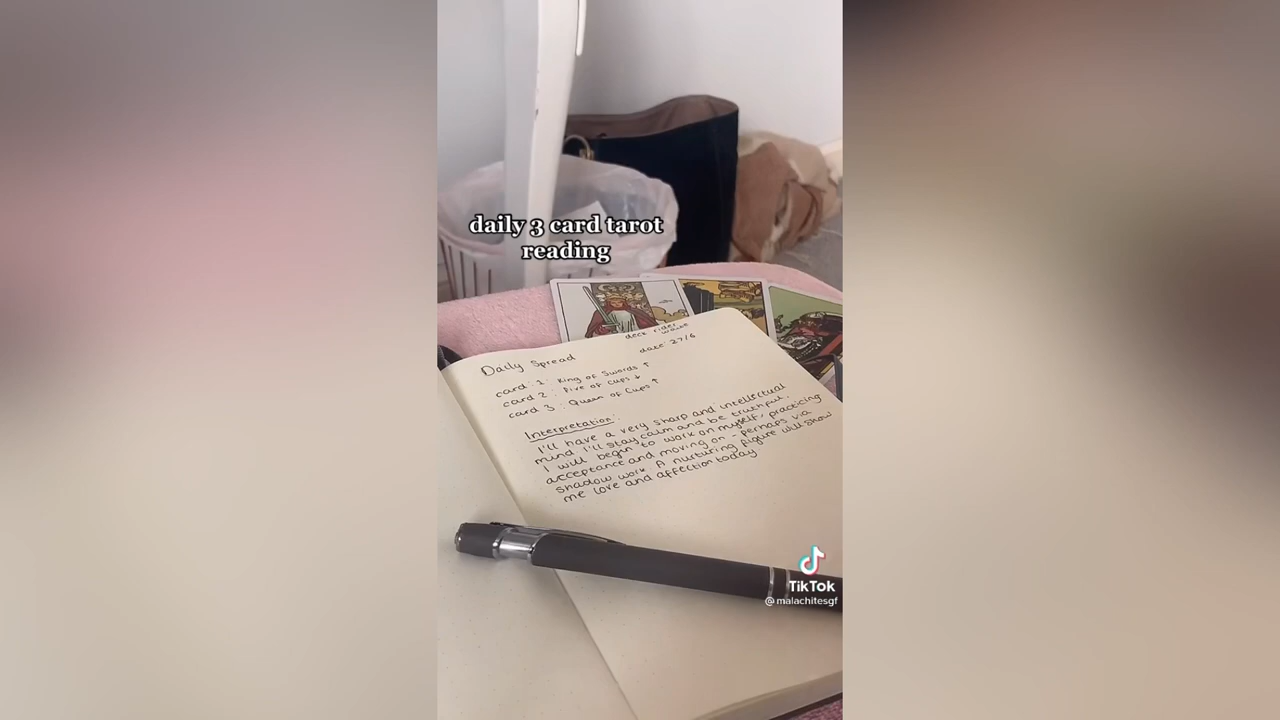 daily 3 card tarot
reading
deck rider
waite
date: 27/6
Daily Spread
card 1: King of Swords ↑
card 2: Five of Cups ↓
card 3: Queen of Cups ↑
Interpretation:
I'll have a very sharp and intellectual
mind I'll stay calm and be truthful.
I will begin to work on myself, practicing
acceptance and moving on - perhaps via
shadow work. A nurturing figure will show
me love and affection today
TikTok
@malachitesgf